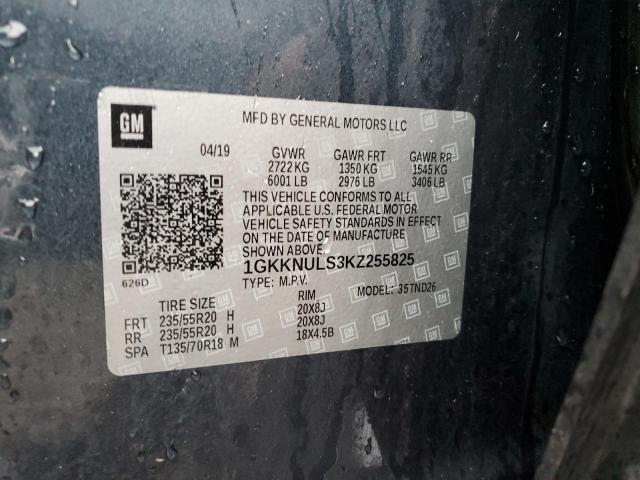 GM
MFD BY GENERAL MOTORS LLC
04/19 GVWR GAWR FRT GAWR RR
2722 KG 1350 KG 1545 KG
6001 LB 2976 LB 3406 LB
THIS VEHICLE CONFORMS TO ALL
APPLICABLE U.S. FEDERAL MOTOR
VEHICLE SAFETY STANDARDS IN EFFECT
ON THE DATE OF MANUFACTURE
SHOWN ABOVE.
1GKKNULS3KZ255825
626D
TYPE: M.P.V. MODEL: 35TND26
TIRE SIZE RIM
FRT 235/55R20 H 20X8J
RR 235/55R20 H 20X8J
SPA T135/70R18 M 18X4.5B